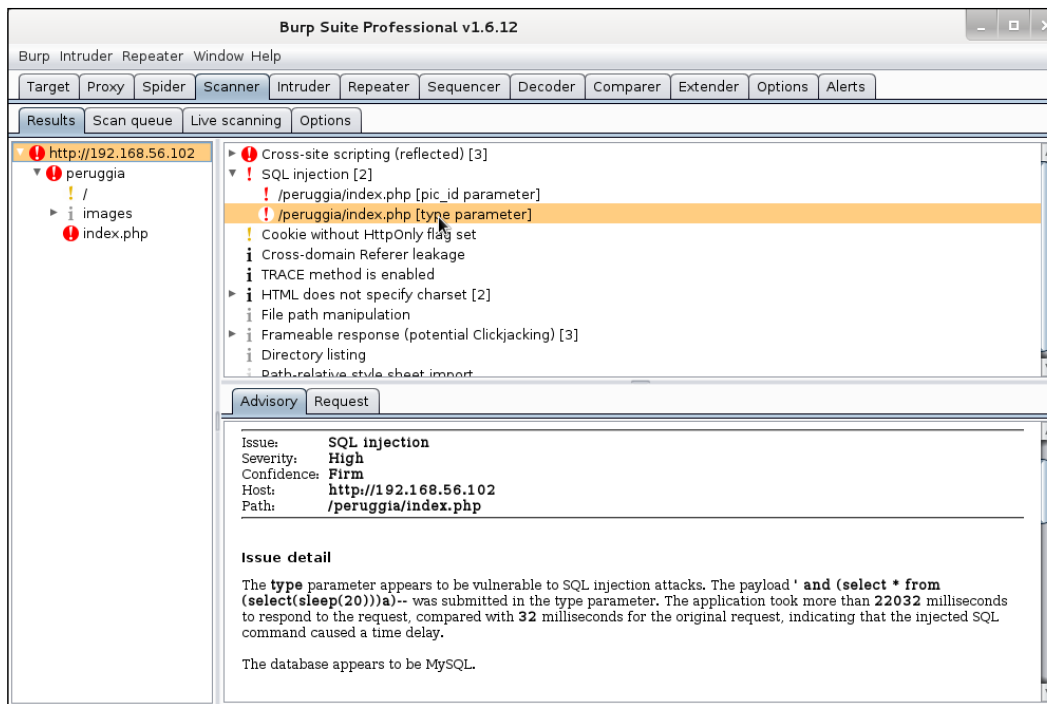 Burp Suite Professional v1.6.12
Burp Intruder Repeater Window Help
Target Proxy Spider Scanner Intruder Repeater Sequencer Decoder Comparer Extender Options Alerts
Results Scan queue Live scanning Options
http://192.168.56.102
peruggia
/
images
index.php
Cross-site scripting (reflected) [3]
SQL injection [2]
/peruggia/index.php [pic_id parameter]
/peruggia/index.php [type parameter]
Cookie without HttpOnly flag set
Cross-domain Referer leakage
TRACE method is enabled
HTML does not specify charset [2]
File path manipulation
Frameable response (potential Clickjacking) [3]
Directory listing
Path-relative style sheet import
Advisory Request
Issue: SQL injection
Severity: High
Confidence: Firm
Host: http://192.168.56.102
Path: /peruggia/index.php
Issue detail
The type parameter appears to be vulnerable to SQL injection attacks. The payload ' and (select * from
(select(sleep(20)))a)-- was submitted in the type parameter. The application took more than 22032 milliseconds
to respond to the request, compared with 32 milliseconds for the original request, indicating that the injected SQL
command caused a time delay.
The database appears to be MySQL.